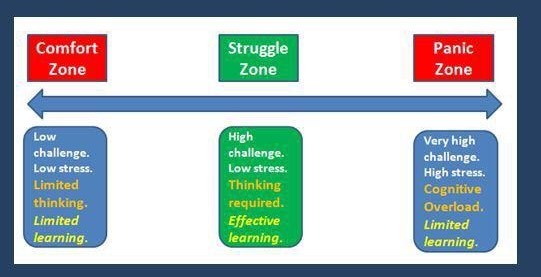 Comfort
Zone
Struggle
Zone
Panic
Zone
Low
challenge.
Low stress.
Limited
thinking.
Limited
learning.
High
challenge.
Low stress.
Thinking
required.
Effective
learning.
Very high
challenge.
High stress.
Cognitive
Overload.
Limited
learning.